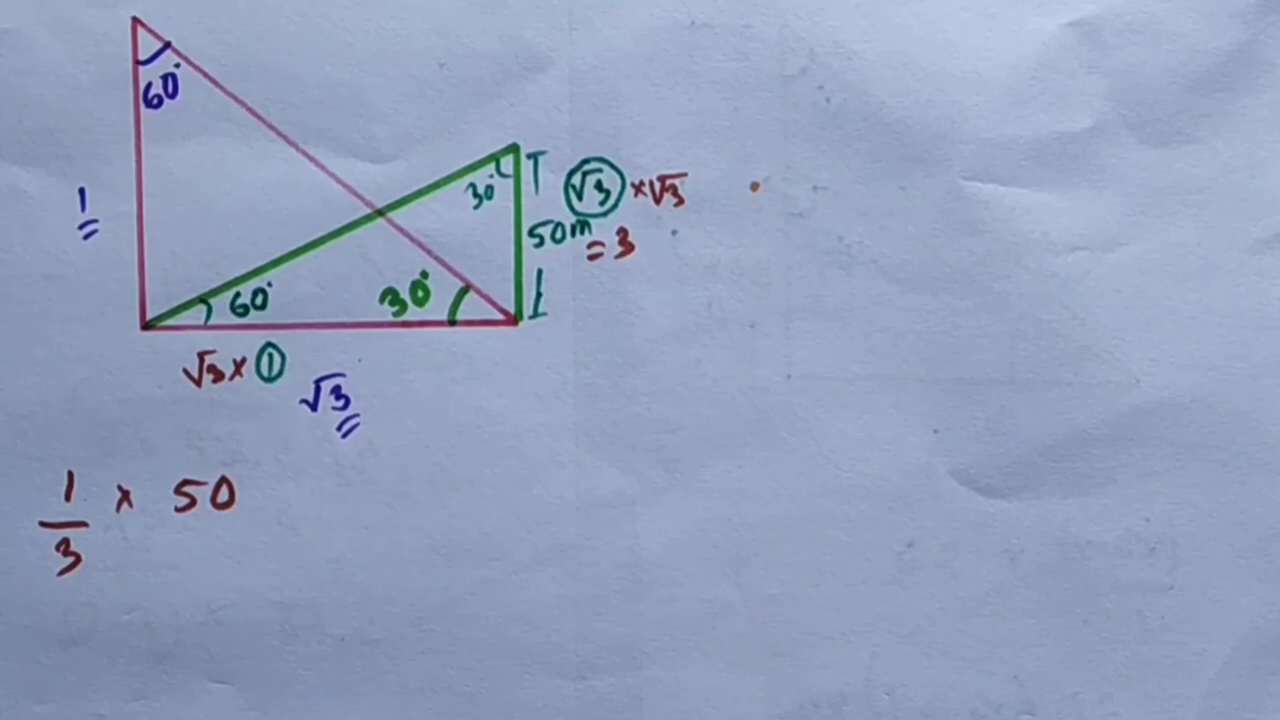 60°
1
30°
T
√3 × √3
50m
= 3
60°
30°
√3 × 1
√3
1/3 × 50